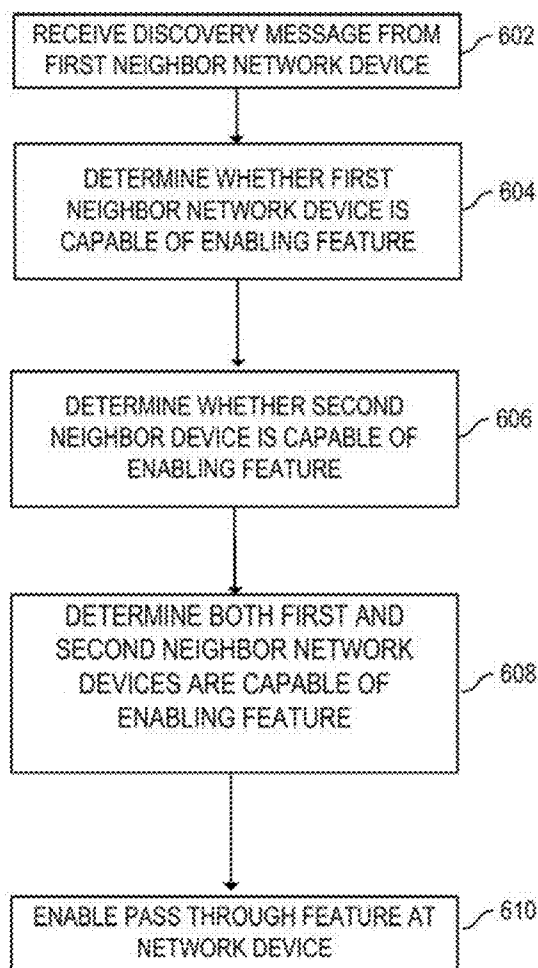 RECEIVE DISCOVERY MESSAGE FROM
FIRST NEIGHBOR NETWORK DEVICE
602
DETERMINE WHETHER FIRST
NEIGHBOR NETWORK DEVICE IS
CAPABLE OF ENABLING FEATURE
604
DETERMINE WHETHER SECOND
NEIGHBOR DEVICE IS CAPABLE OF
ENABLING FEATURE
606
DETERMINE BOTH FIRST AND
SECOND NEIGHBOR NETWORK
DEVICES ARE CAPABLE OF
ENABLING FEATURE
608
ENABLE PASS THROUGH FEATURE AT
NETWORK DEVICE
610